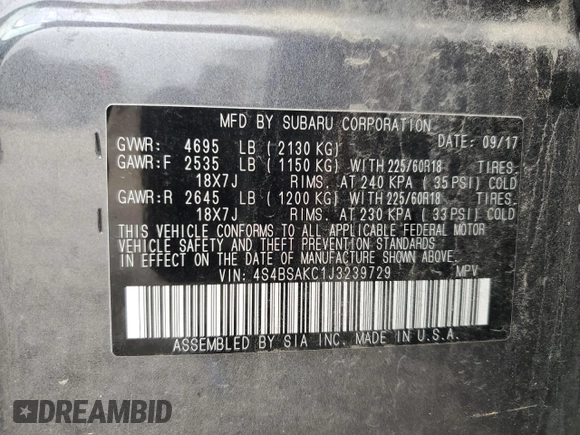 MFD BY SUBARU CORPORATION
GVWR: 4695 LB ( 2130 KG) DATE: 09/17
GAWR:F 2535 LB ( 1150 KG) WITH 225/60R18 TIRES.
18X7J RIMS. AT 240 KPA ( 35 PSI) COLD
GAWR:R 2645 LB ( 1200 KG) WITH 225/60R18 TIRES.
18X7J RIMS. AT 230 KPA ( 33 PSI) COLD
THIS VEHICLE CONFORMS TO ALL APPLICABLE FEDERAL MOTOR
VEHICLE SAFETY AND THEFT PREVENTION STANDARDS
IN EFFECT ON THE DATE OF MANUFACTURE SHOWN ABOVE.
VIN: 4S4BSAKC1J3239729 MPV
ASSEMBLED BY SIA INC. MADE IN U.S.A.
DREAMBID